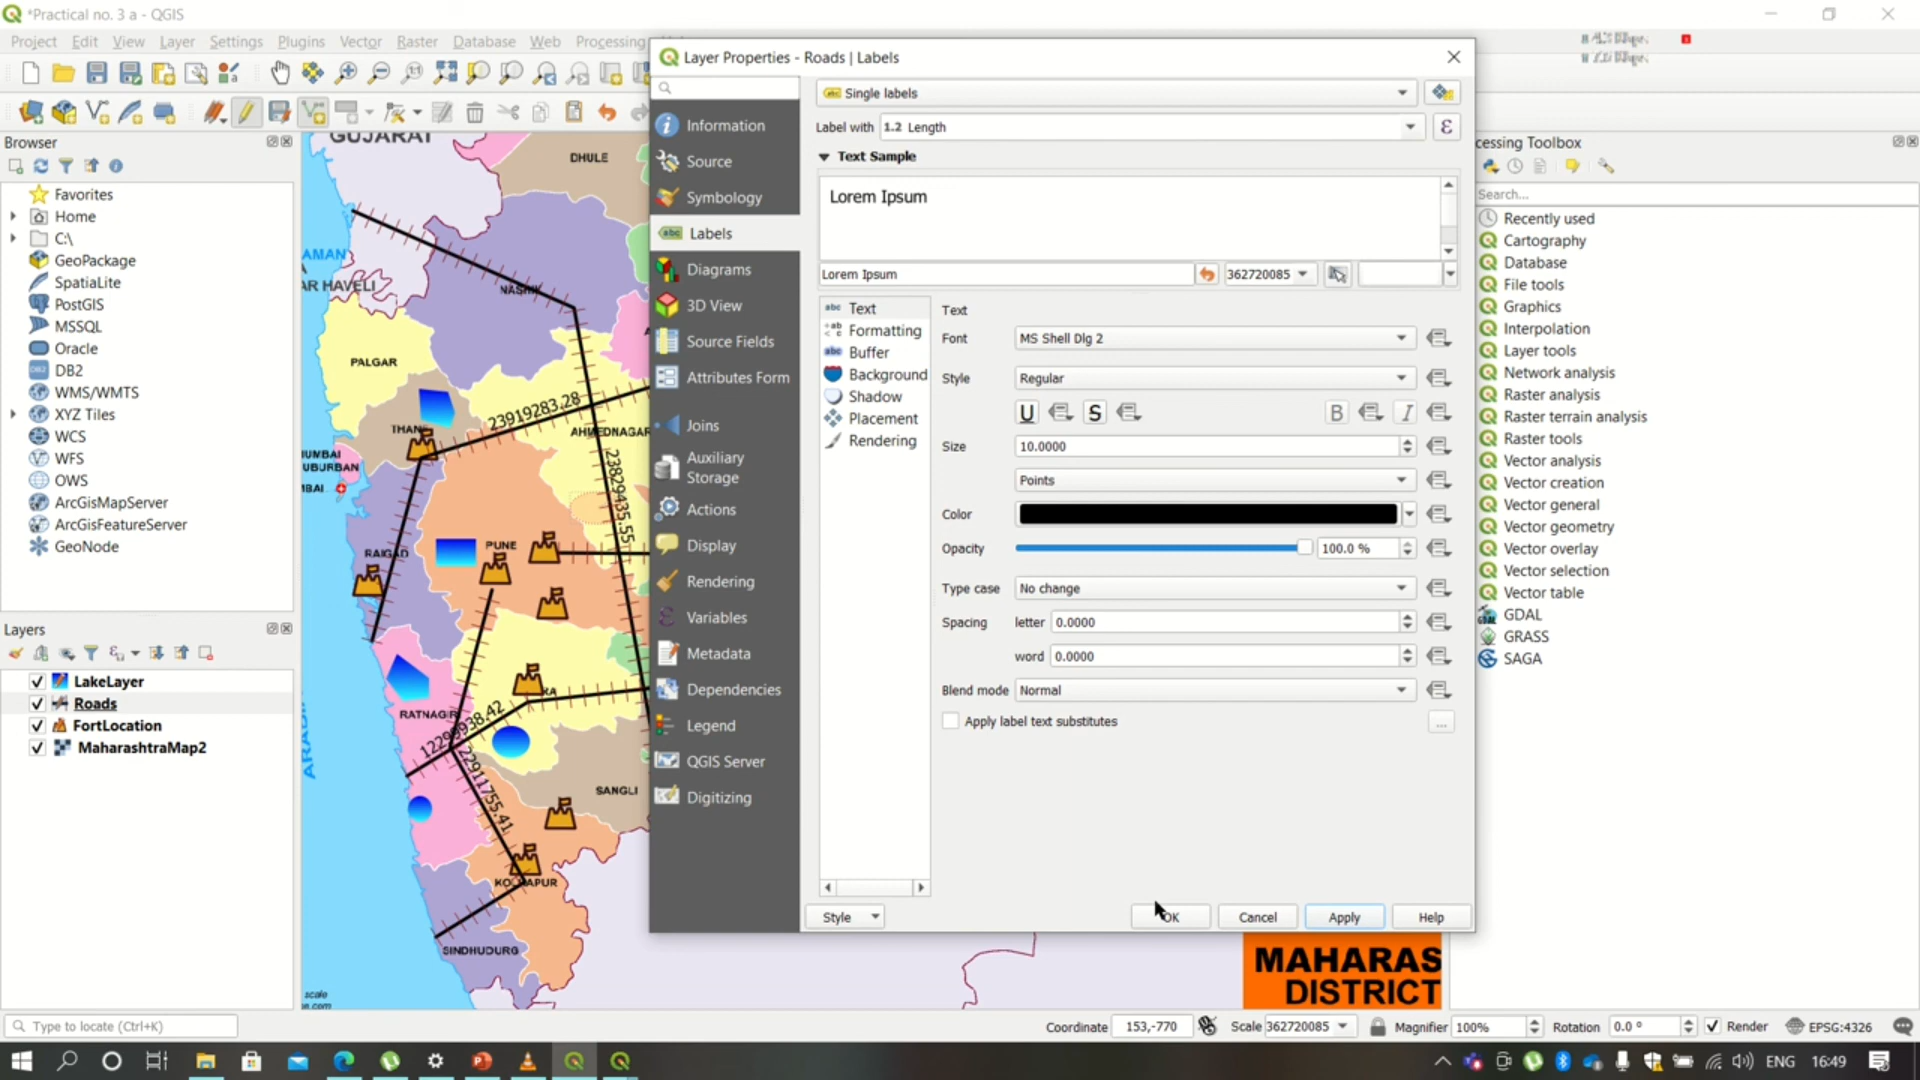 *Practical no. 3 a - QGIS
Project Edit View Layer Settings Plugins Vector Raster Database Web Processing
Browser
Favorites
Home
C:\
GeoPackage
SpatiaLite
PostGIS
MSSQL
Oracle
DB2
WMS/WMTS
XYZ Tiles
WCS
WFS
OWS
ArcGisMapServer
ArcGisFeatureServer
GeoNode
Layers
LakeLayer
Roads
FortLocation
MaharashtraMap2
GUJARAT
DHULE
AMAN
AR HAVELI
NASHIK
PALGAR
THANE
23919283.28
AHMEDNAGAR
UMBAI
UBURBAN
BAI
23829435.55
RAIGAD
PUNE
RATNAGIRI
12299938.42
22911755.41
SANGLI
KOLHAPUR
SINDHUDURG
scale
e.com
MAHARAS
DISTRICT
Layer Properties - Roads | Labels
Information
Source
Symbology
Labels
Diagrams
3D View
Source Fields
Attributes Form
Joins
Auxiliary
Storage
Actions
Display
Rendering
Variables
Metadata
Dependencies
Legend
QGIS Server
Digitizing
Single labels
Label with 1.2 Length
Text Sample
Lorem Ipsum
Lorem Ipsum 362720085
Text
Formatting
Buffer
Background
Shadow
Placement
Rendering
Text
Font MS Shell Dlg 2
Style Regular
U S B I
Size 10.0000
Points
Color
Opacity 100.0 %
Type case No change
Spacing letter 0.0000
word 0.0000
Blend mode Normal
Apply label text substitutes
Style OK Cancel Apply Help
cessing Toolbox
Search...
Recently used
Cartography
Database
File tools
Graphics
Interpolation
Layer tools
Network analysis
Raster analysis
Raster terrain analysis
Raster tools
Vector analysis
Vector creation
Vector general
Vector geometry
Vector overlay
Vector selection
Vector table
GDAL
GRASS
SAGA
Type to locate (Ctrl+K) Coordinate 153,-770 Scale 362720085 Magnifier 100% Rotation 0.0 ° Render EPSG:4326
ENG 16:49